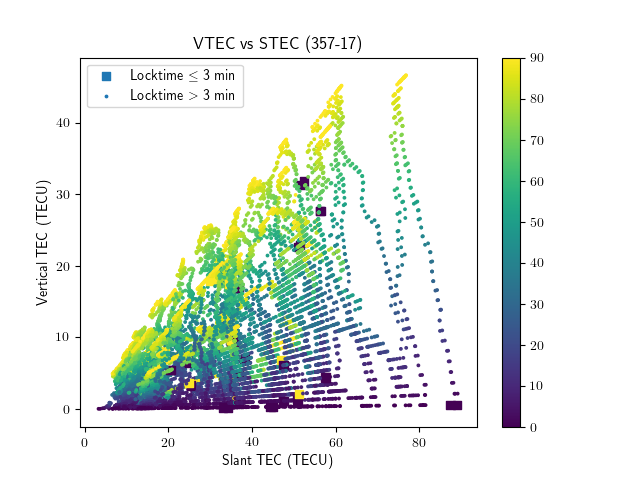 VTEC vs STEC (357-17)
Locktime ≤ 3 min
Locktime > 3 min
Vertical TEC (TECU)
40
30
20
10
0
0 20 40 60 80
Slant TEC (TECU)
90
80
70
60
50
40
30
20
10
0